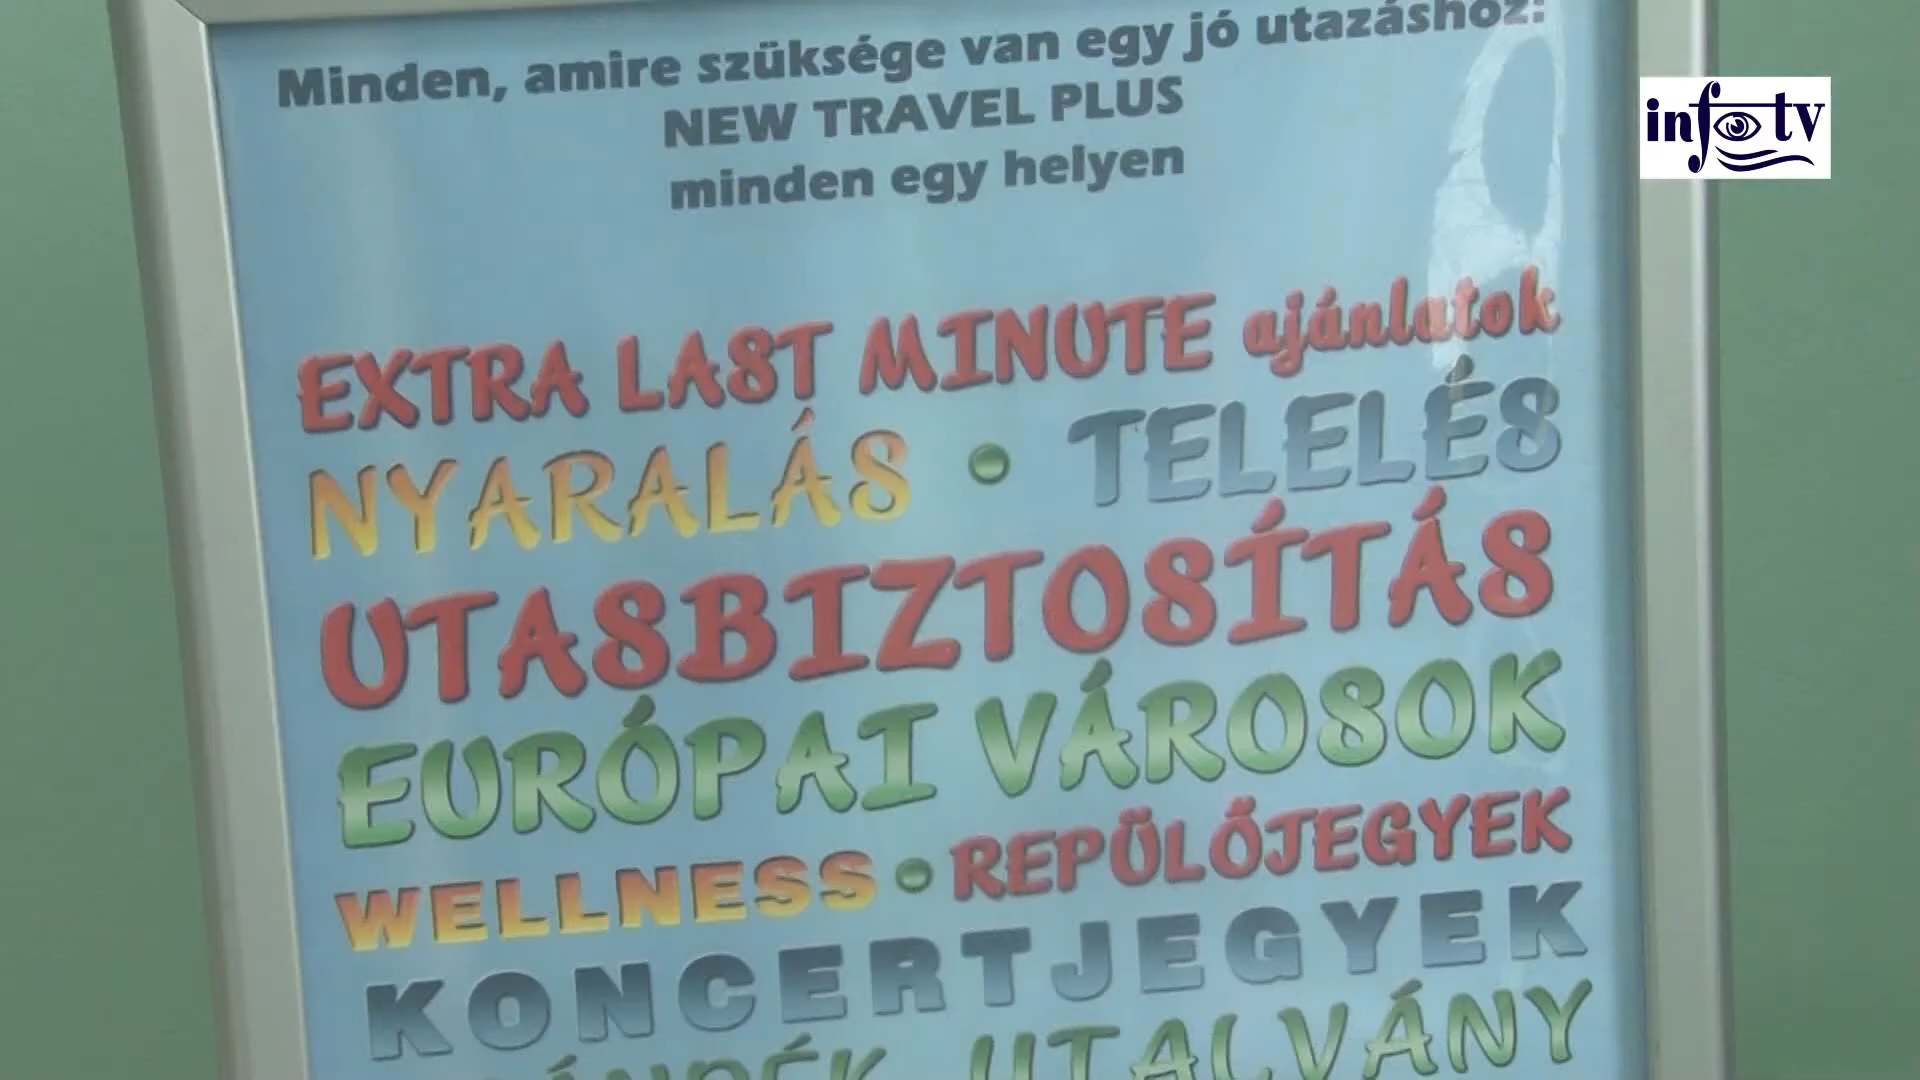 Minden, amire szüksége van egy jó utazáshoz:
NEW TRAVEL PLUS
minden egy helyen
info tv
EXTRA LAST MINUTE ajánlatok
NYARALÁS • TELELÉS
UTASBIZTOSÍTÁS
EURÓPAI VÁROSOK
WELLNESS • REPÜLŐJEGYEK
KONCERTJEGYEK
UTALVÁNY